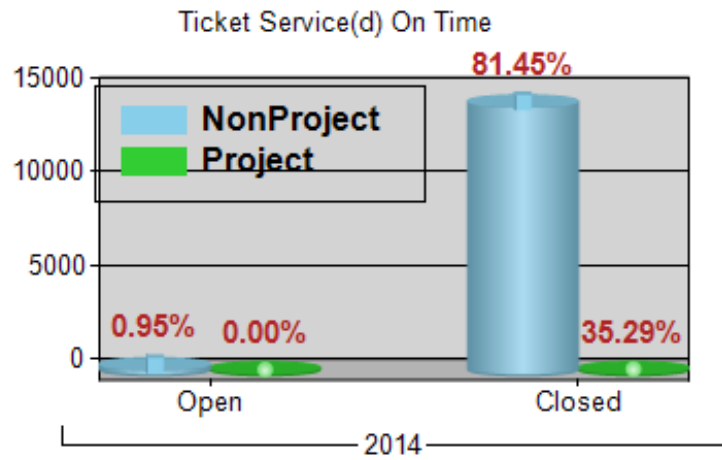 Ticket Service(d) On Time
81.45%
15000
NonProject
Project
10000
5000
0.95% 0.00% 35.29%
0
Open Closed
2014